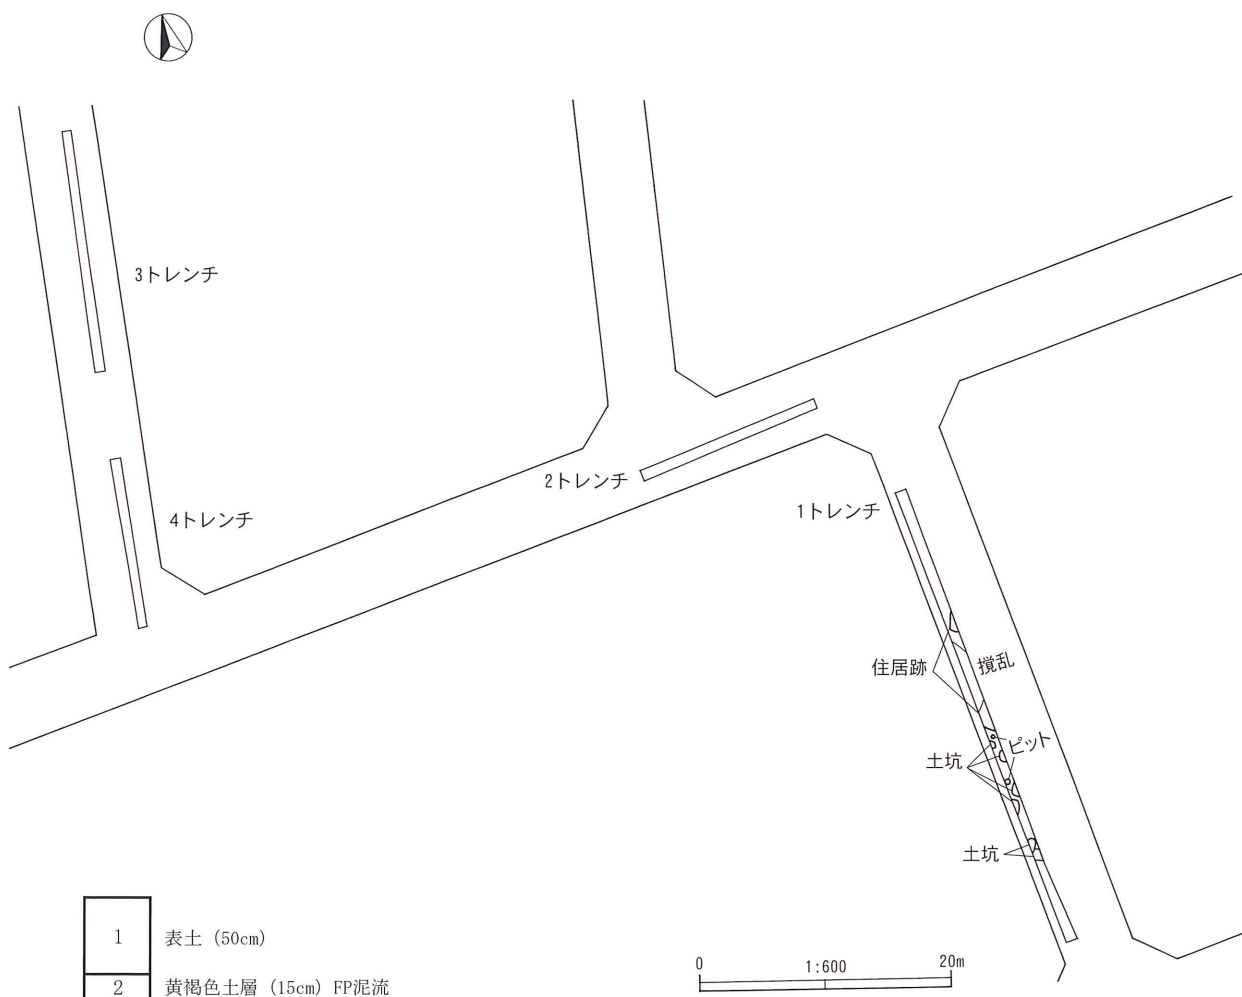 3トレンチ
2トレンチ
4トレンチ
1トレンチ
住居跡
撹乱
ピット
土坑
土坑
1 表土 (50cm)
2 黄褐色土層 (15cm) FP泥流
0 1:600 20m